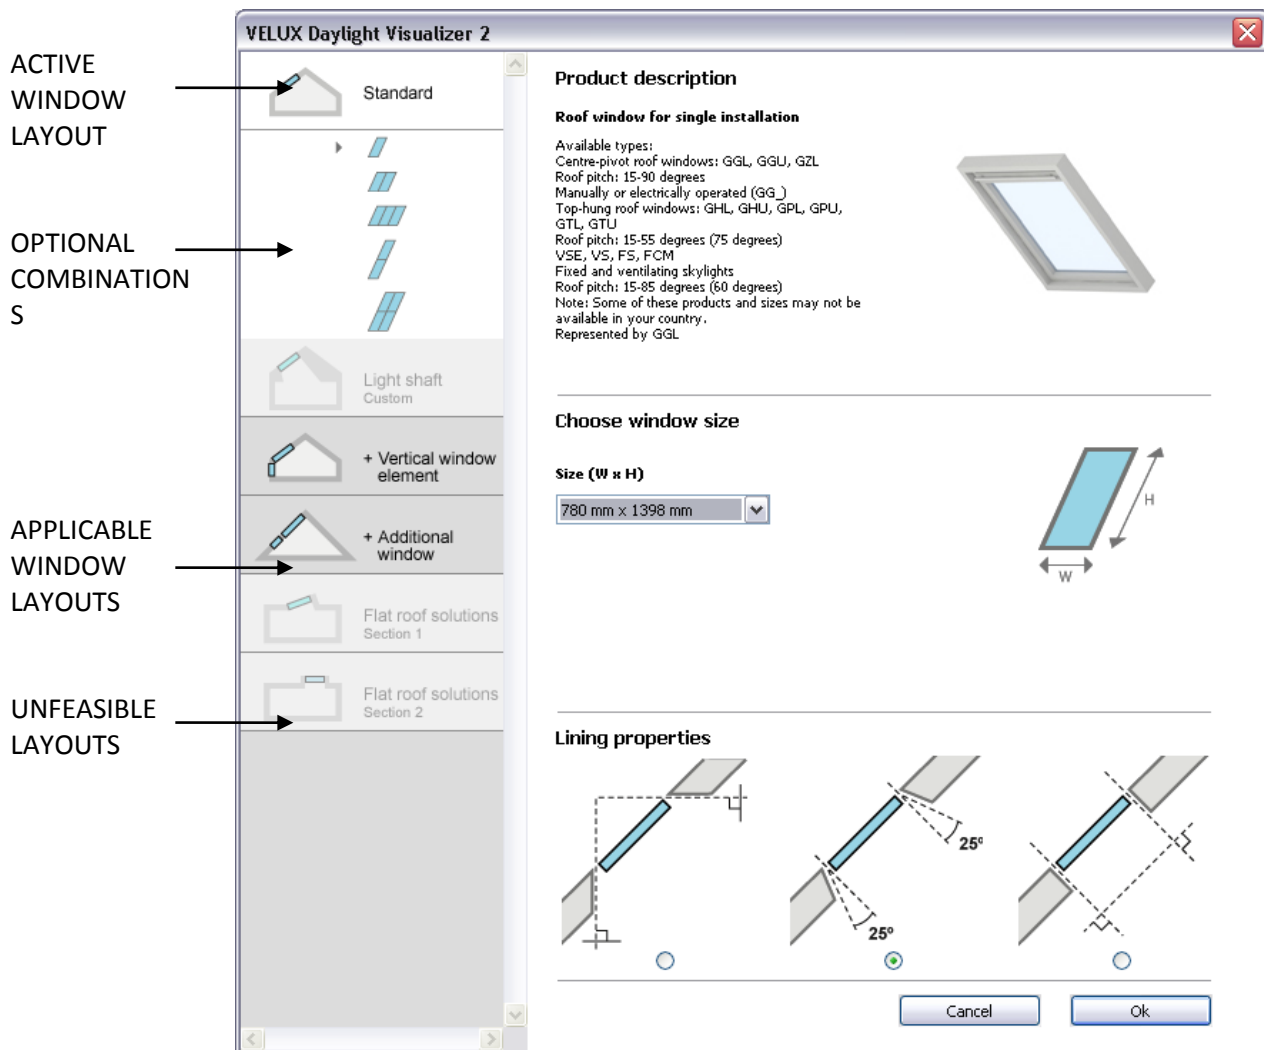 VELUX Daylight Visualizer 2
ACTIVE
WINDOW
LAYOUT
OPTIONAL
COMBINATION
S
APPLICABLE
WINDOW
LAYOUTS
UNFEASIBLE
LAYOUTS
Standard
Light shaft
Custom
+ Vertical window
element
+ Additional
window
Flat roof solutions
Section 1
Flat roof solutions
Section 2
Product description
Roof window for single installation
Available types:
Centre-pivot roof windows: GGL, GGU, GZL
Roof pitch: 15-90 degrees
Manually or electrically operated (GG_)
Top-hung roof windows: GHL, GHU, GPL, GPU,
GTL, GTU
Roof pitch: 15-55 degrees (75 degrees)
VSE, VS, FS, FCM
Fixed and ventilating skylights
Roof pitch: 15-85 degrees (60 degrees)
Note: Some of these products and sizes may not be
available in your country.
Represented by GGL
Choose window size
Size (W x H)
780 mm x 1398 mm
H
W
Lining properties
25º
25º
Cancel
Ok